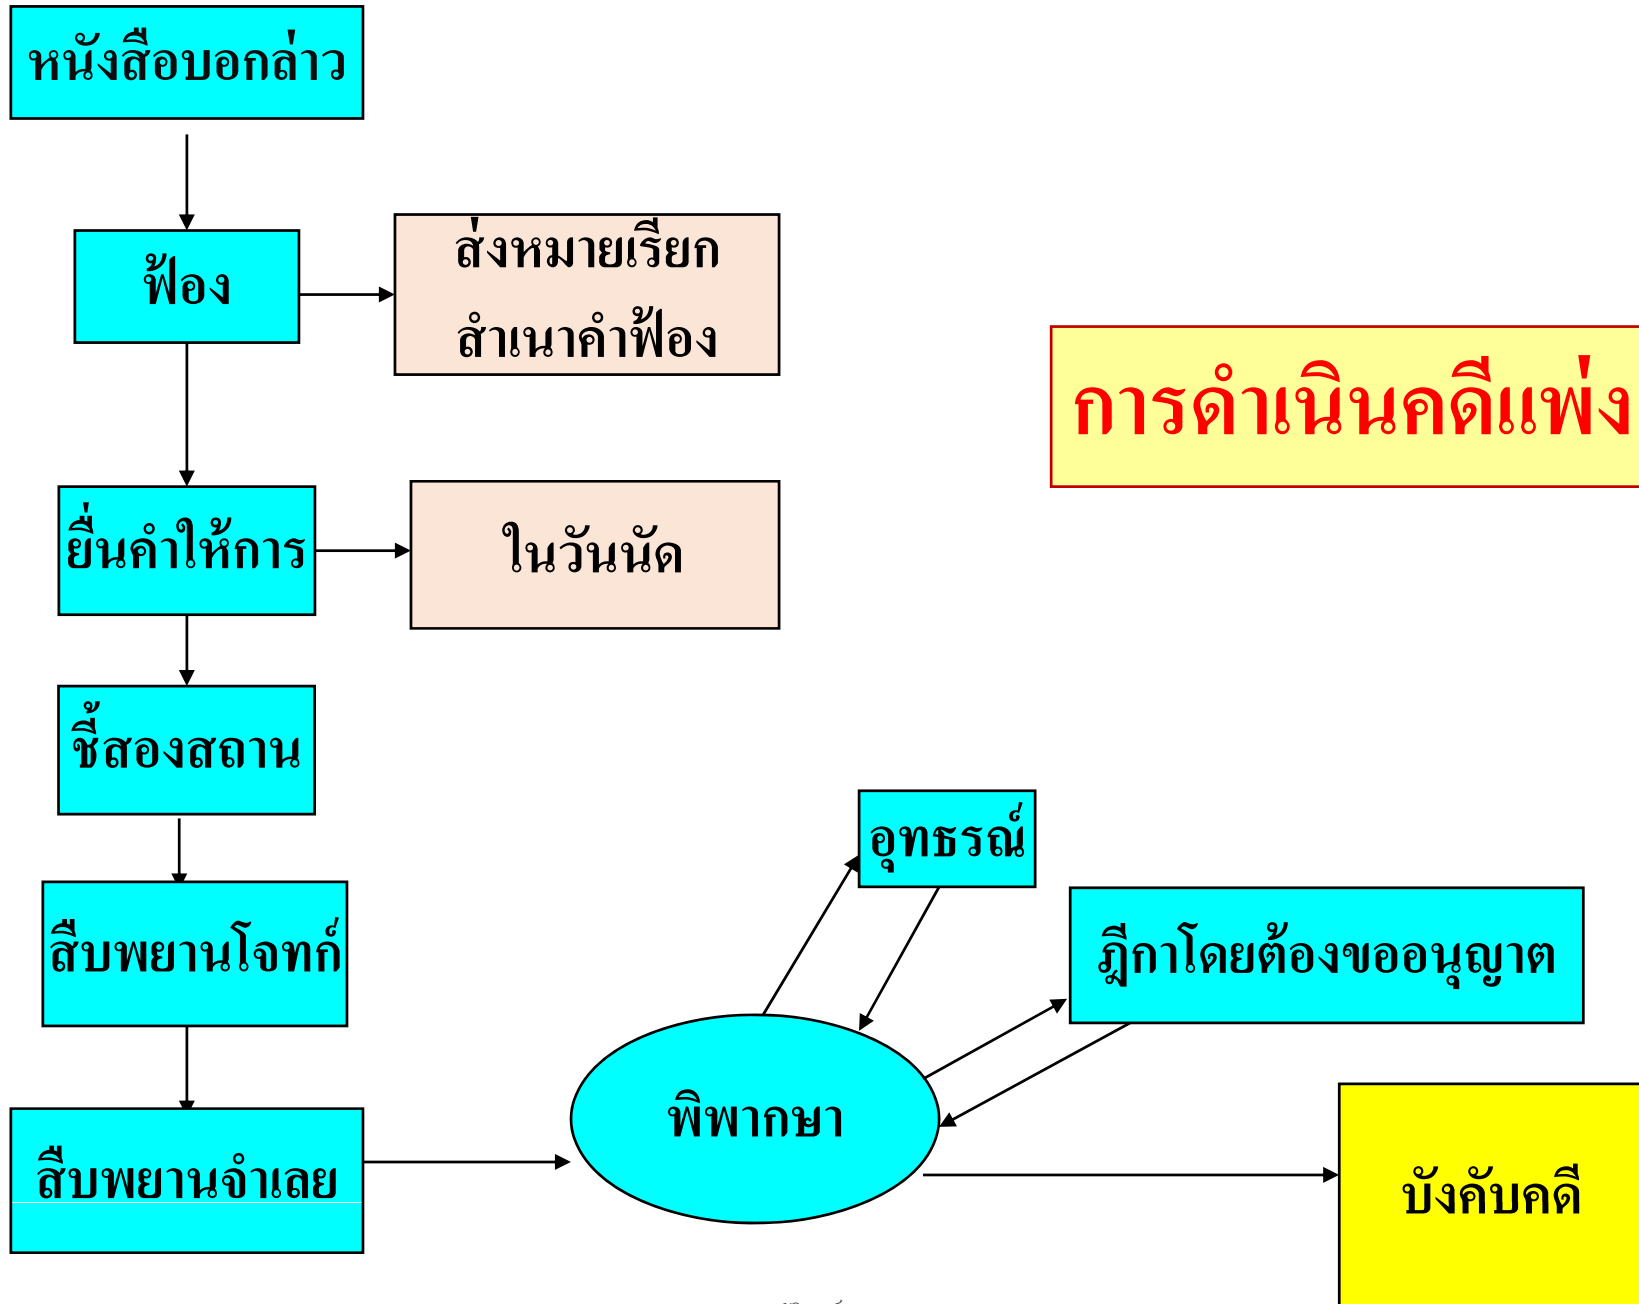 หนังสือบอกล่าว
ฟ้อง
ส่งหมายเรียก
สำเนาคำฟ้อง
การดำเนินคดีแพ่ง
ยื่นคำให้การ
ในวันนัด
ชี้สองสถาน
อุทธรณ์
สืบพยานโจทก์
ฎีกาโดยต้องขออนุญาต
พิพากษา
สืบพยานจำเลย
บังคับคดี